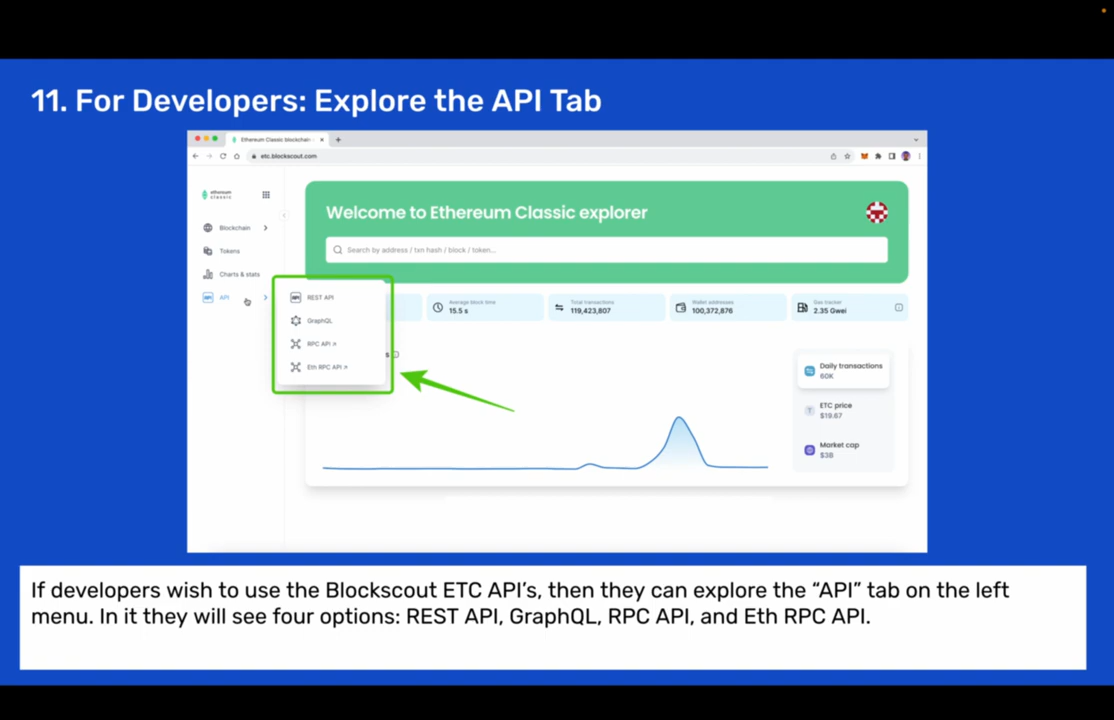 11. For Developers: Explore the API Tab
Ethereum Classic blockchain
etc.blockscout.com
ethereum
classic
Blockchain
Tokens
Charts & stats
API
REST API
GraphQL
RPC API
Eth RPC API
Welcome to Ethereum Classic explorer
Search by address / txn hash / block / token...
Average block time
15.5 s
Total transactions
119,423,807
Wallet addresses
100,372,876
Gas tracker
2.35 Gwei
s
Daily transactions
60K
ETC price
$19.67
Market cap
$3B
If developers wish to use the Blockscout ETC API’s, then they can explore the “API” tab on the left
menu. In it they will see four options: REST API, GraphQL, RPC API, and Eth RPC API.